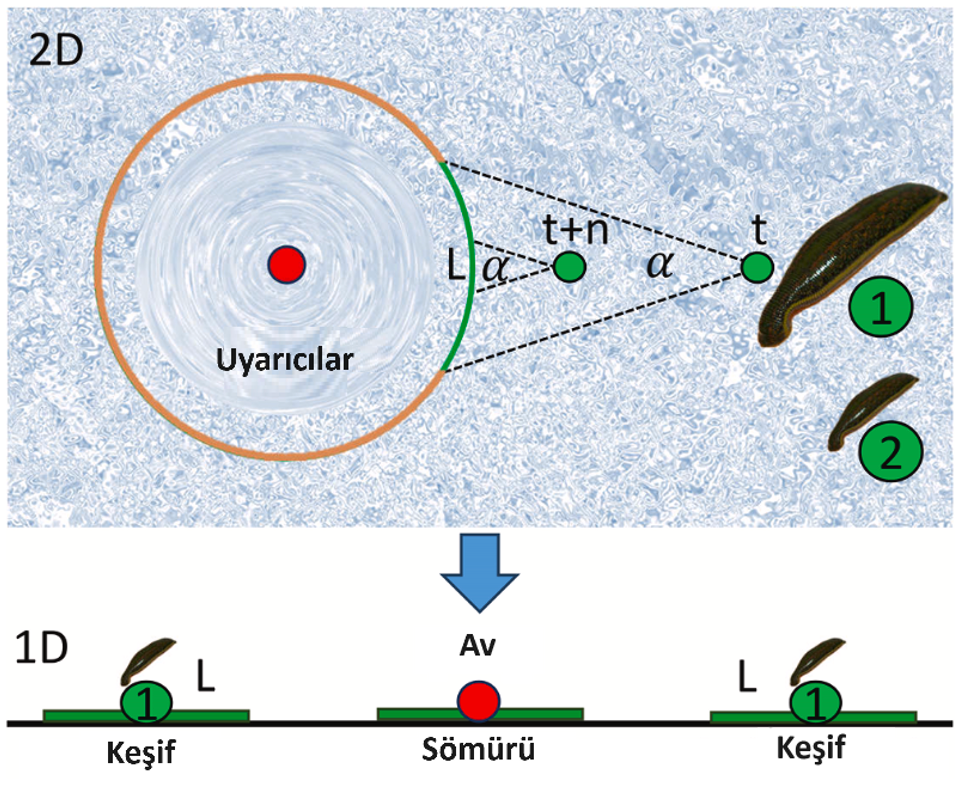 2D
t+n
t
L
α
α
1
Uyarıcılar
2
1D
Av
L
L
1
1
Keşif
Sömürü
Keşif